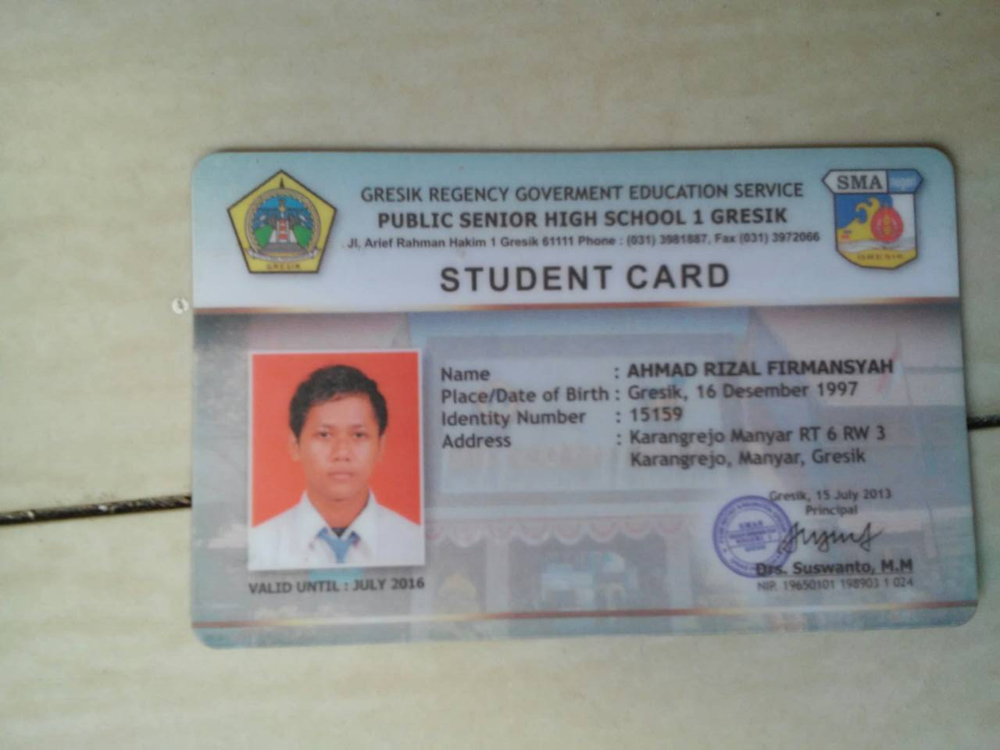 GRESIK REGENCY GOVERMENT EDUCATION SERVICE
PUBLIC SENIOR HIGH SCHOOL 1 GRESIK
Jl. Arief Rahman Hakim 1 Gresik 61111 Phone : (031) 3981887, Fax (031) 3972066
STUDENT CARD
GRESIK
SMA
GRESIK
Name : AHMAD RIZAL FIRMANSYAH
Place/Date of Birth : Gresik, 16 Desember 1997
Identity Number : 15159
Address : Karangrejo Manyar RT 6 RW 3
Karangrejo, Manyar, Gresik
Gresik, 15 July 2013
Principal
Drs. Suswanto, M.M
NIP. 19650101 198903 1 024
VALID UNTIL : JULY 2016